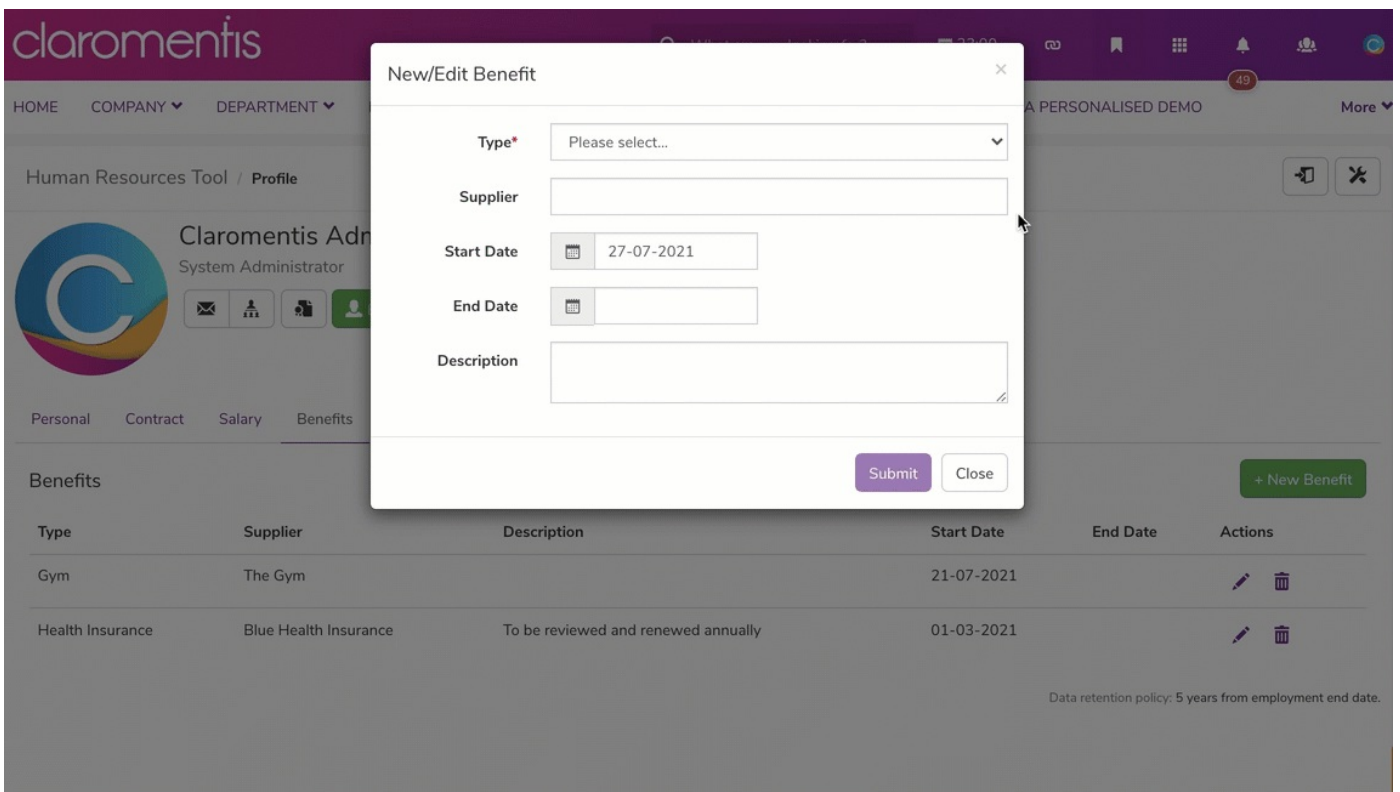 claromentis
22:00
49
HOME COMPANY DEPARTMENT A PERSONALISED DEMO More
New/Edit Benefit ×
Type* Please select...
Supplier
Start Date 27-07-2021
End Date
Description
Submit Close
Human Resources Tool / Profile
Claromentis Adm
System Administrator
Personal Contract Salary Benefits
Benefits + New Benefit
Type Supplier Description Start Date End Date Actions
Gym The Gym 21-07-2021
Health Insurance Blue Health Insurance To be reviewed and renewed annually 01-03-2021
Data retention policy: 5 years from employment end date.